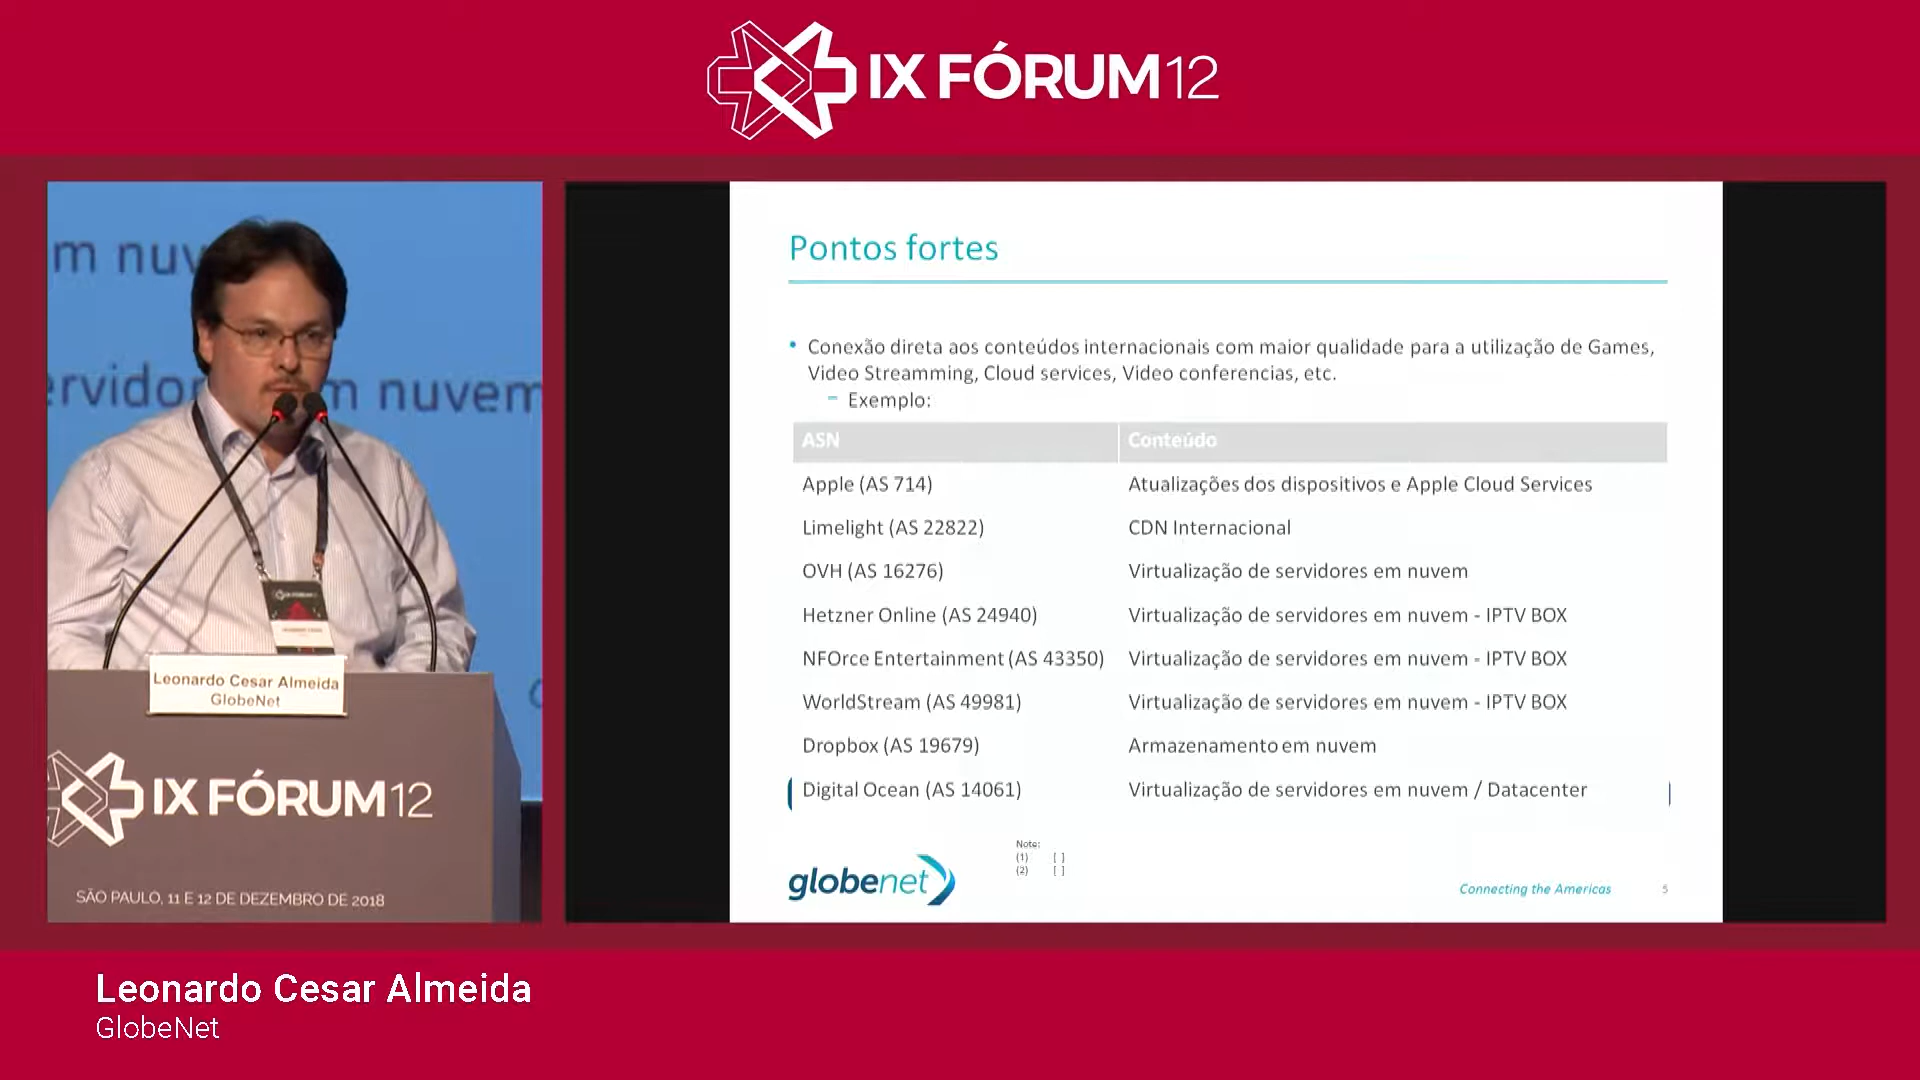 IX FÓRUM12
m nuv
ervidor m nuvem
Leonardo Cesar Almeida
GlobeNet
IX FÓRUM12
SÃO PAULO, 11 E 12 DE DEZEMBRO DE 2018
Pontos fortes
• Conexão direta aos conteúdos internacionais com maior qualidade para a utilização de Games,
Video Streamming, Cloud services, Video conferencias, etc.
– Exemplo:
ASN Conteúdo
Apple (AS 714) Atualizações dos dispositivos e Apple Cloud Services
Limelight (AS 22822) CDN Internacional
OVH (AS 16276) Virtualização de servidores em nuvem
Hetzner Online (AS 24940) Virtualização de servidores em nuvem - IPTV BOX
NFOrce Entertainment (AS 43350) Virtualização de servidores em nuvem - IPTV BOX
WorldStream (AS 49981) Virtualização de servidores em nuvem - IPTV BOX
Dropbox (AS 19679) Armazenamento em nuvem
Digital Ocean (AS 14061) Virtualização de servidores em nuvem / Datacenter
Note:
(1) [ ]
(2) [ ]
globenet
Connecting the Americas 5
Leonardo Cesar Almeida
GlobeNet